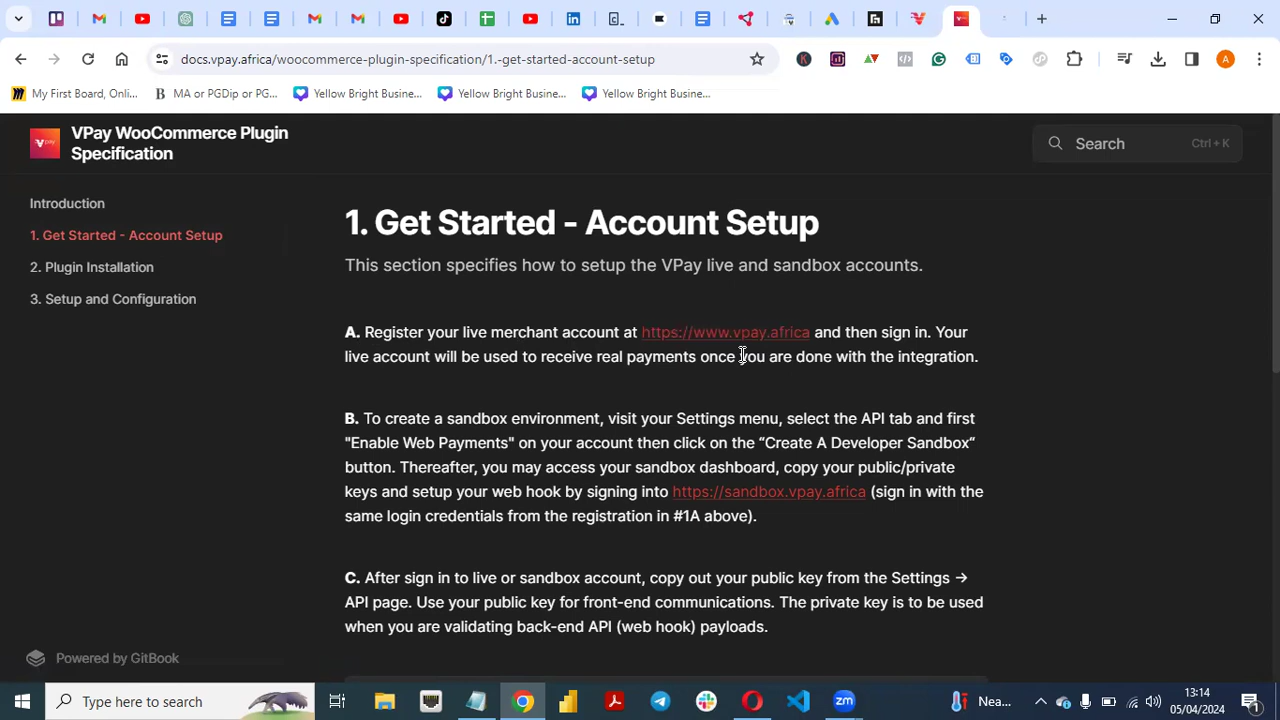 docs.vpay.africa/woocommerce-plugin-specification/1.-get-started-account-setup
My First Board, Onli...
MA or PGDip or PG...
Yellow Bright Busine...
Yellow Bright Busine...
Yellow Bright Busine...
VPay WooCommerce Plugin
Specification
Search
Ctrl + K
Introduction
1. Get Started - Account Setup
2. Plugin Installation
3. Setup and Configuration
1. Get Started - Account Setup
This section specifies how to setup the VPay live and sandbox accounts.
A. Register your live merchant account at https://www.vpay.africa and then sign in. Your
live account will be used to receive real payments once you are done with the integration.
B. To create a sandbox environment, visit your Settings menu, select the API tab and first
"Enable Web Payments" on your account then click on the “Create A Developer Sandbox“
button. Thereafter, you may access your sandbox dashboard, copy your public/private
keys and setup your web hook by signing into https://sandbox.vpay.africa (sign in with the
same login credentials from the registration in #1A above).
C. After sign in to live or sandbox account, copy out your public key from the Settings →
API page. Use your public key for front-end communications. The private key is to be used
when you are validating back-end API (web hook) payloads.
Powered by GitBook
Type here to search
Nea...
13:14
05/04/2024